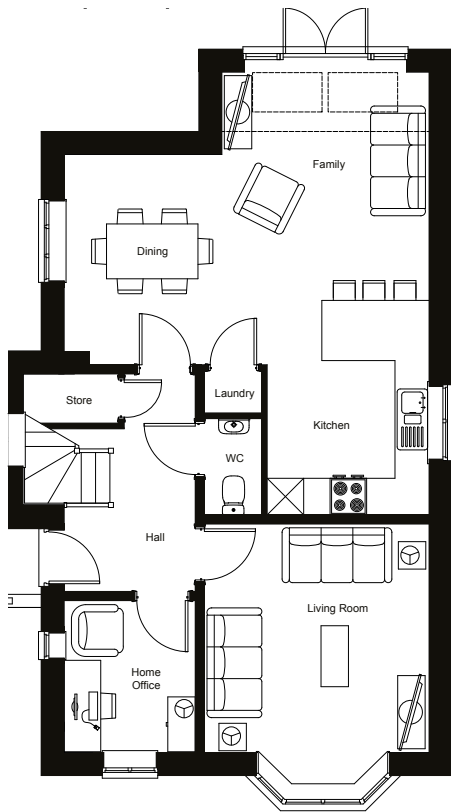 Family
Dining
Laundry
Store
Kitchen
WC
Hall
Living Room
Home
Office